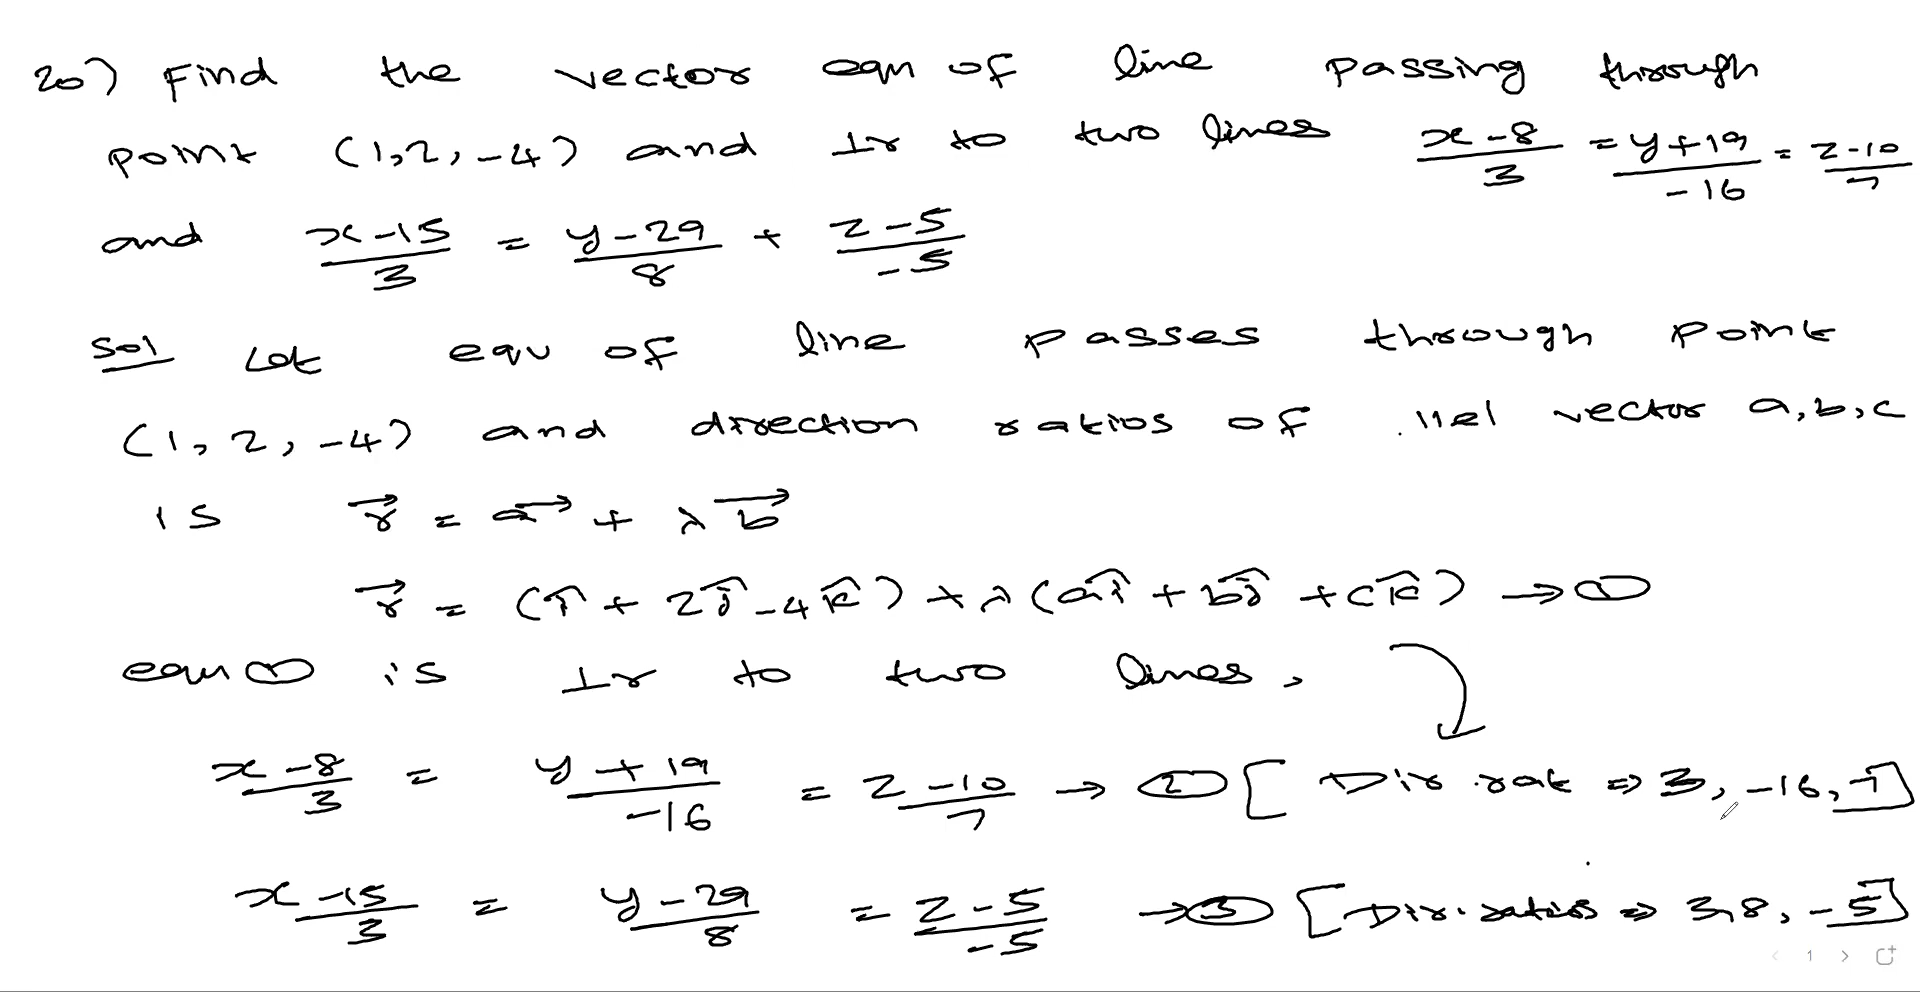 20) Find the vector eqn of line passing through
point (1,2,-4) and ⊥r to two lines (x-8)/3 = (y+19)/-16 = (z-10)/7
and (x-15)/3 = (y-29)/8 + (z-5)/-5
Sol Let equ of line passes through point
(1, 2, -4) and direction ratios of llel vector a, b, c
is r⃗ = a⃗ + λ b⃗
r⃗ = (î + 2ĵ - 4k̂) + λ(aî + bĵ + ck̂) → ①
equ ① is ⊥r to two lines,
(x-8)/3 = (y+19)/-16 = (z-10)/7 → ② [Dir rat ⇒ 3, -16, 7]
(x-15)/3 = (y-29)/8 = (z-5)/-5 → ③ [Dir. ratios ⇒ 3, 8, -5]
1